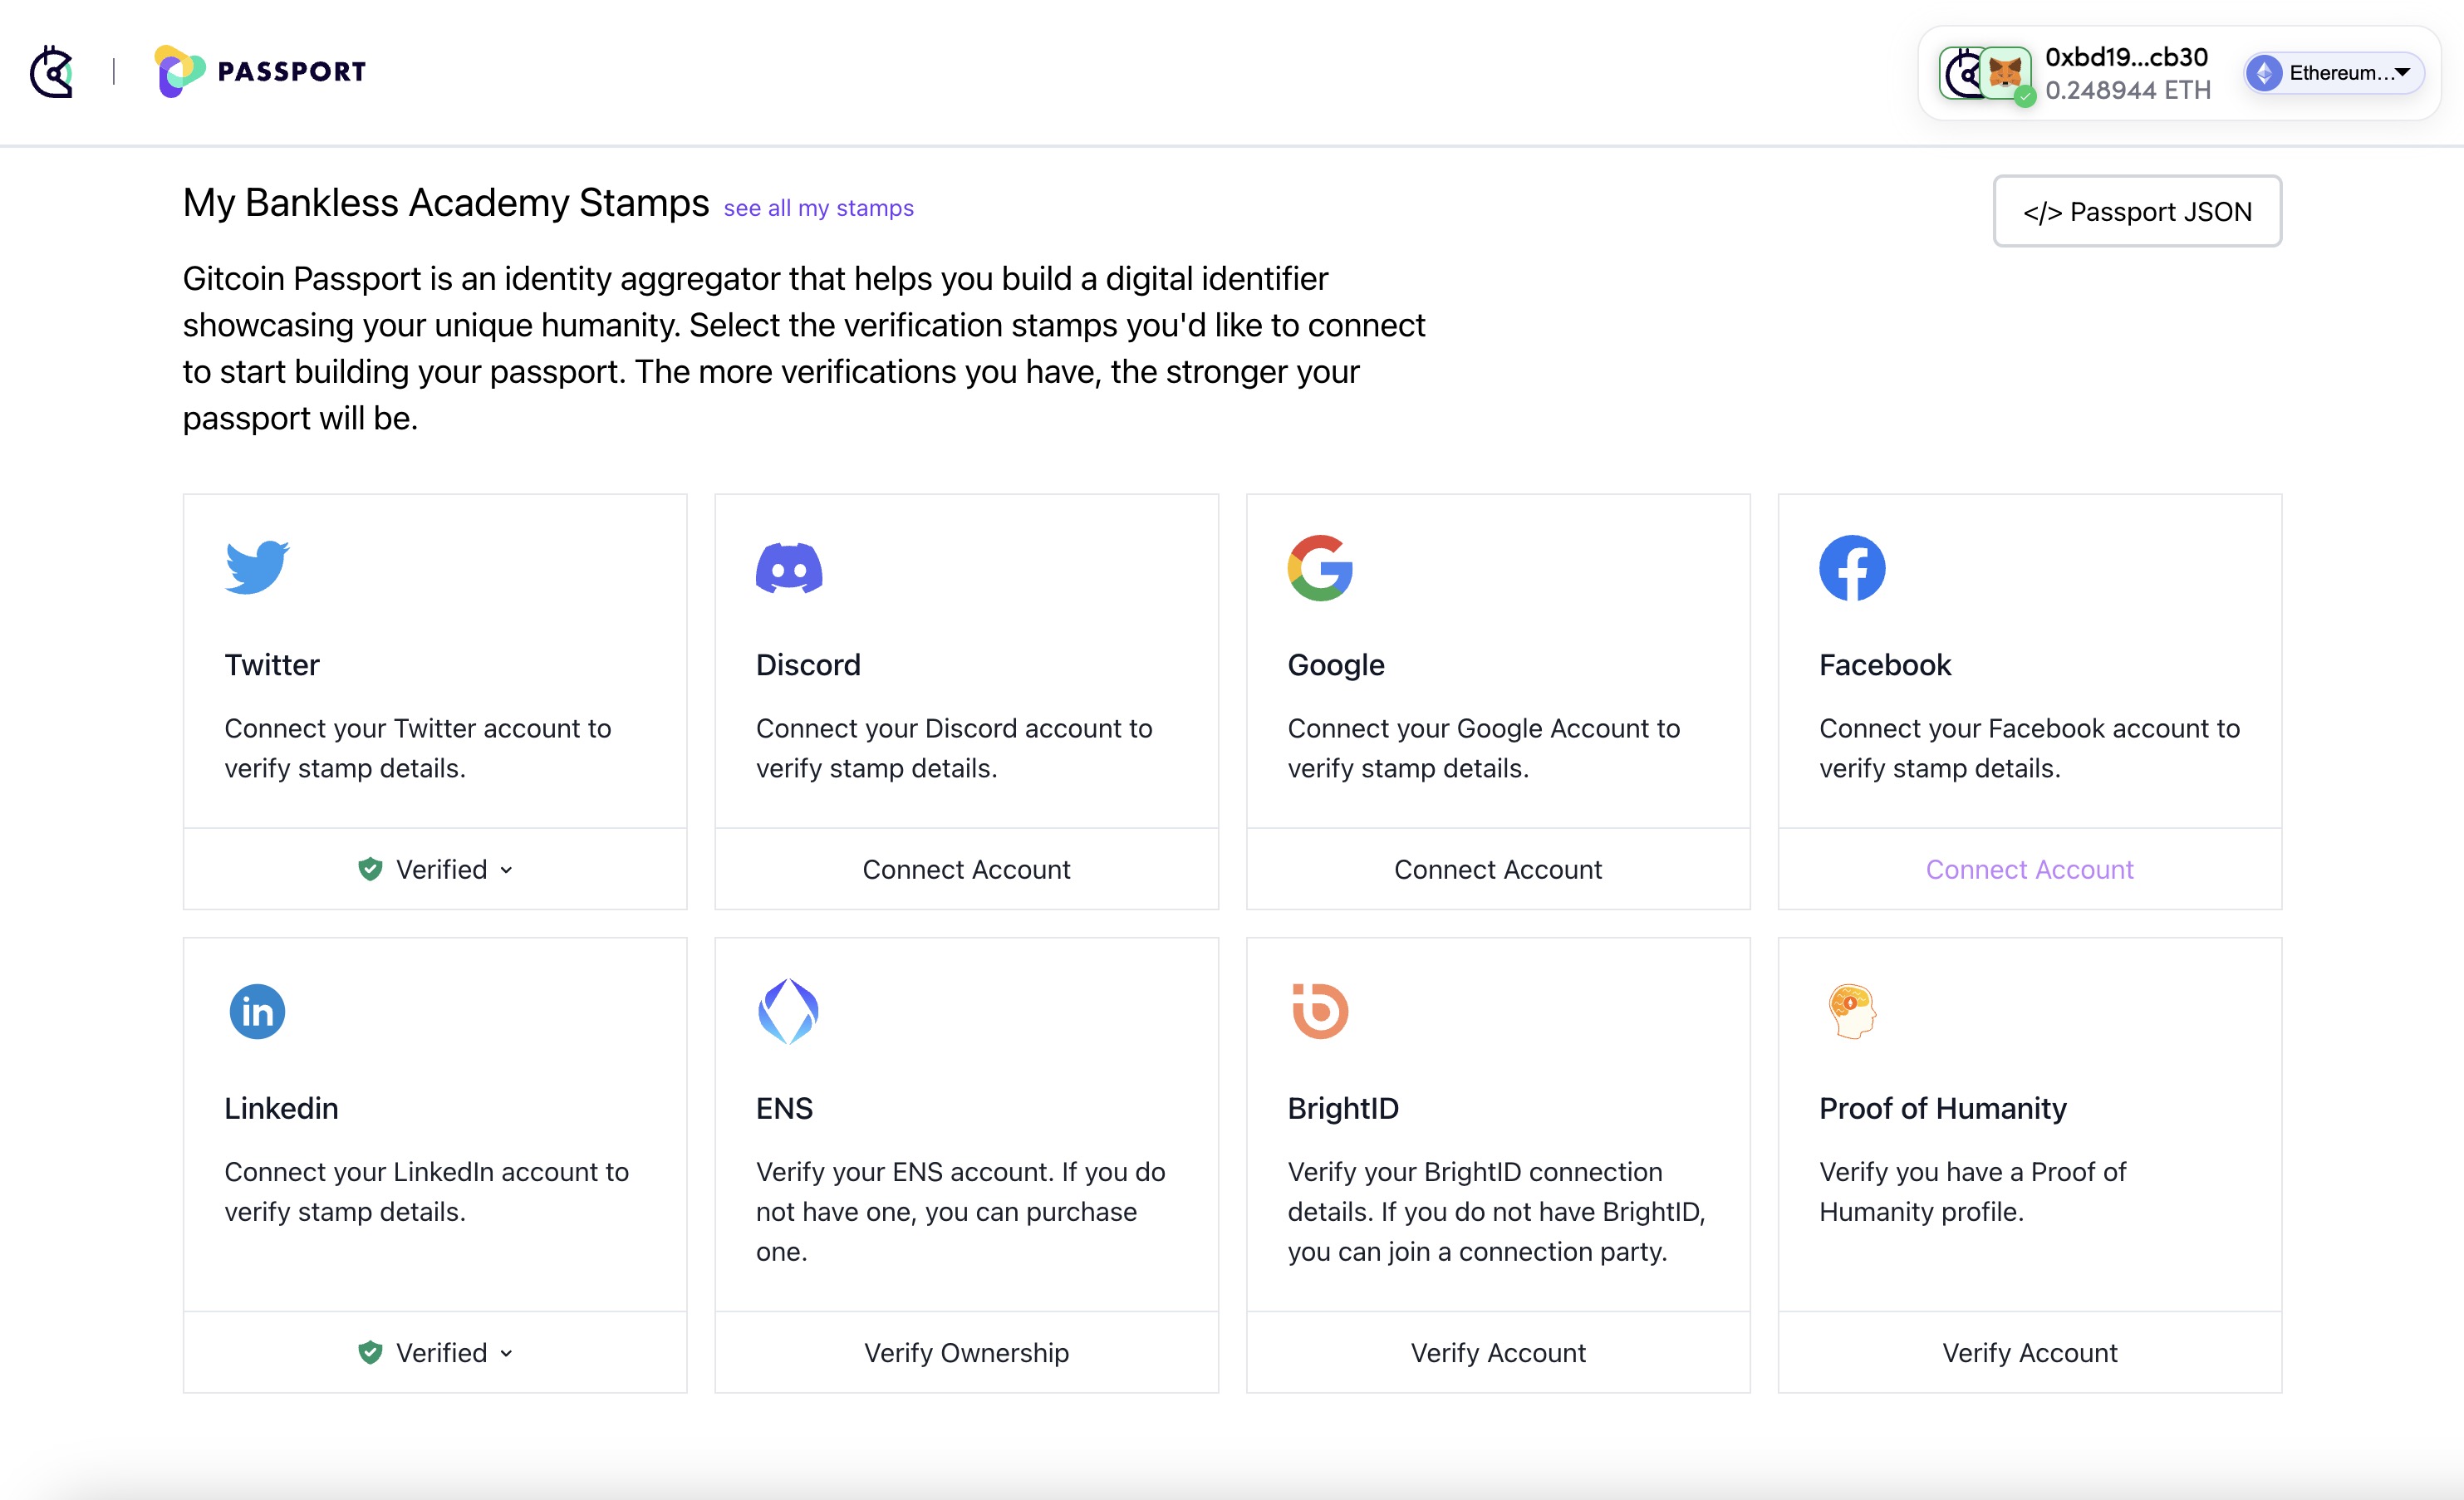 PASSPORT
0xbd19...cb30
0.248944 ETH
Ethereum...
My Bankless Academy Stamps see all my stamps
</> Passport JSON
Gitcoin Passport is an identity aggregator that helps you build a digital identifier
showcasing your unique humanity. Select the verification stamps you'd like to connect
to start building your passport. The more verifications you have, the stronger your
passport will be.
Twitter
Connect your Twitter account to
verify stamp details.
Verified
Discord
Connect your Discord account to
verify stamp details.
Connect Account
Google
Connect your Google Account to
verify stamp details.
Connect Account
Facebook
Connect your Facebook account to
verify stamp details.
Connect Account
in
Linkedin
Connect your LinkedIn account to
verify stamp details.
Verified
ENS
Verify your ENS account. If you do
not have one, you can purchase
one.
Verify Ownership
BrightID
Verify your BrightID connection
details. If you do not have BrightID,
you can join a connection party.
Verify Account
Proof of Humanity
Verify you have a Proof of
Humanity profile.
Verify Account